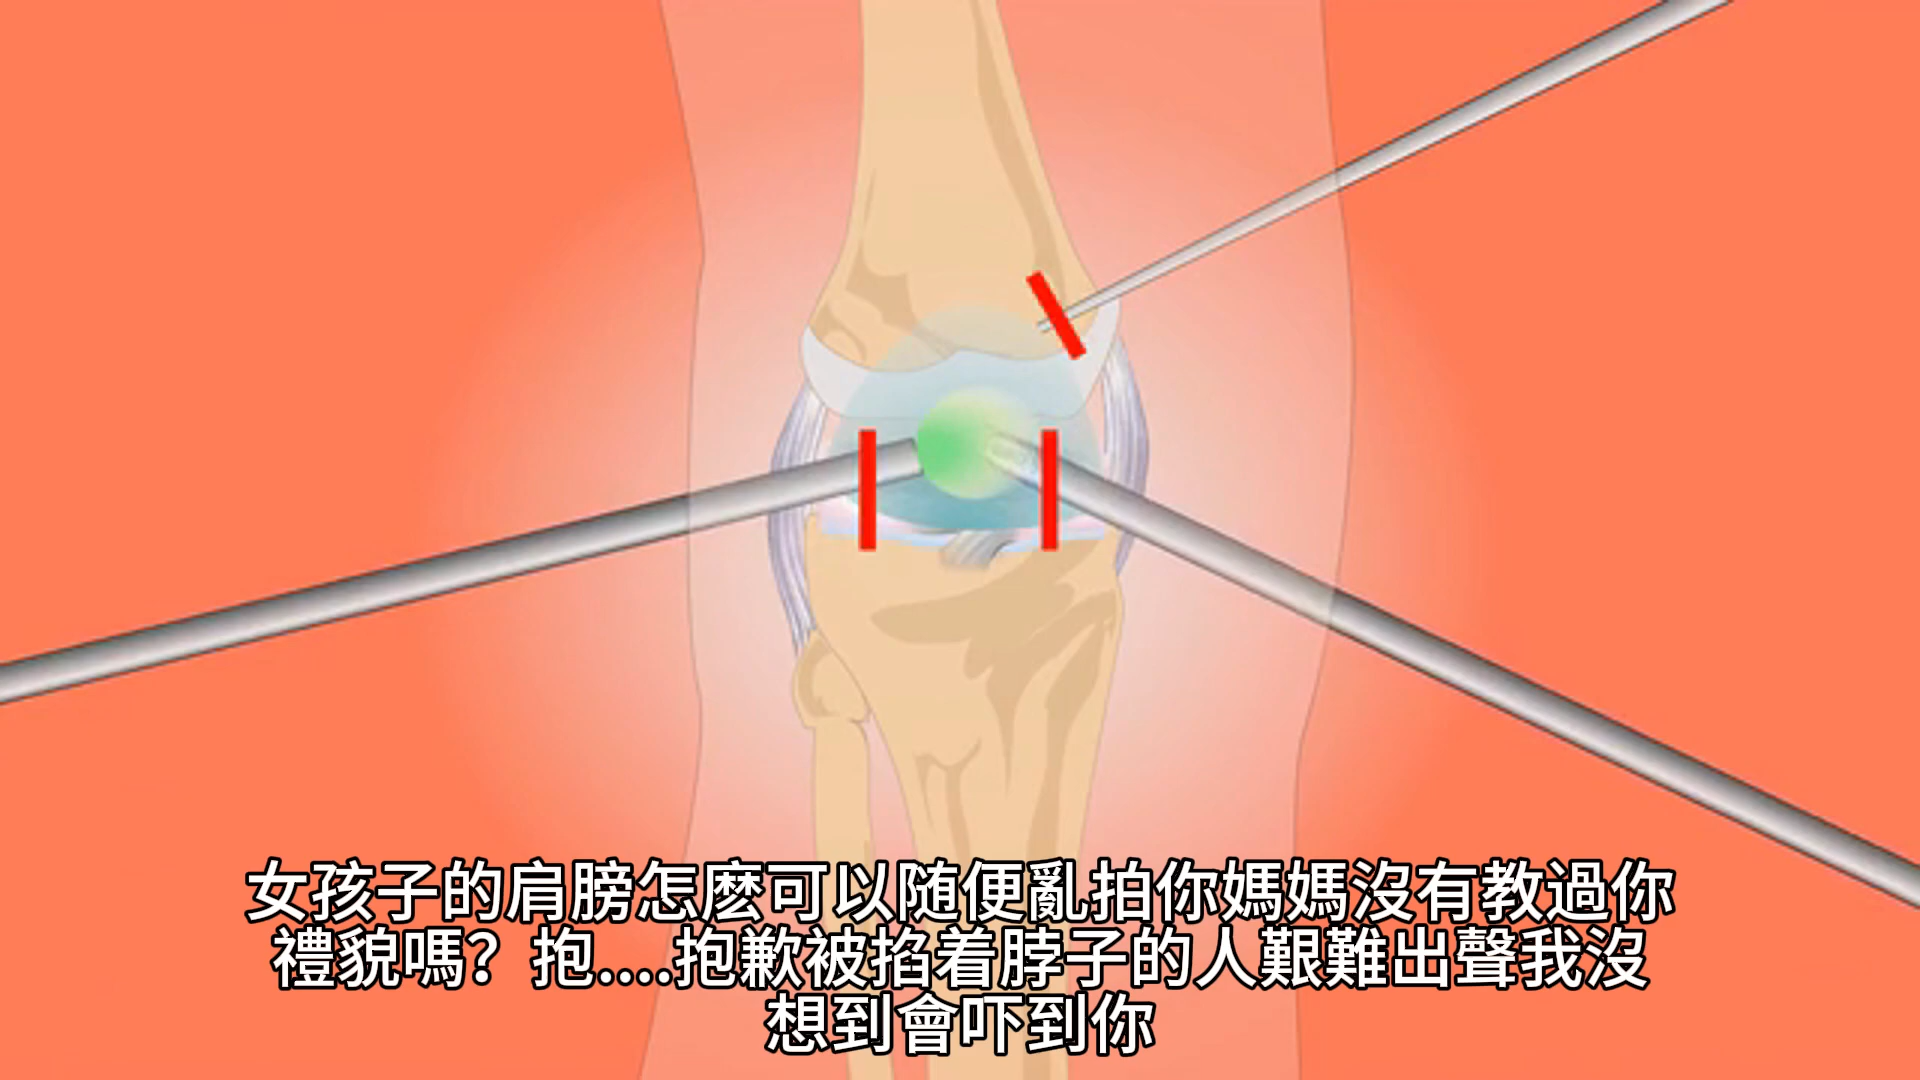 女孩子的肩膀怎麽可以随便亂拍你媽媽沒有教過你
禮貌嗎？抱....抱歉被掐着脖子的人艱難出聲我沒
想到會吓到你